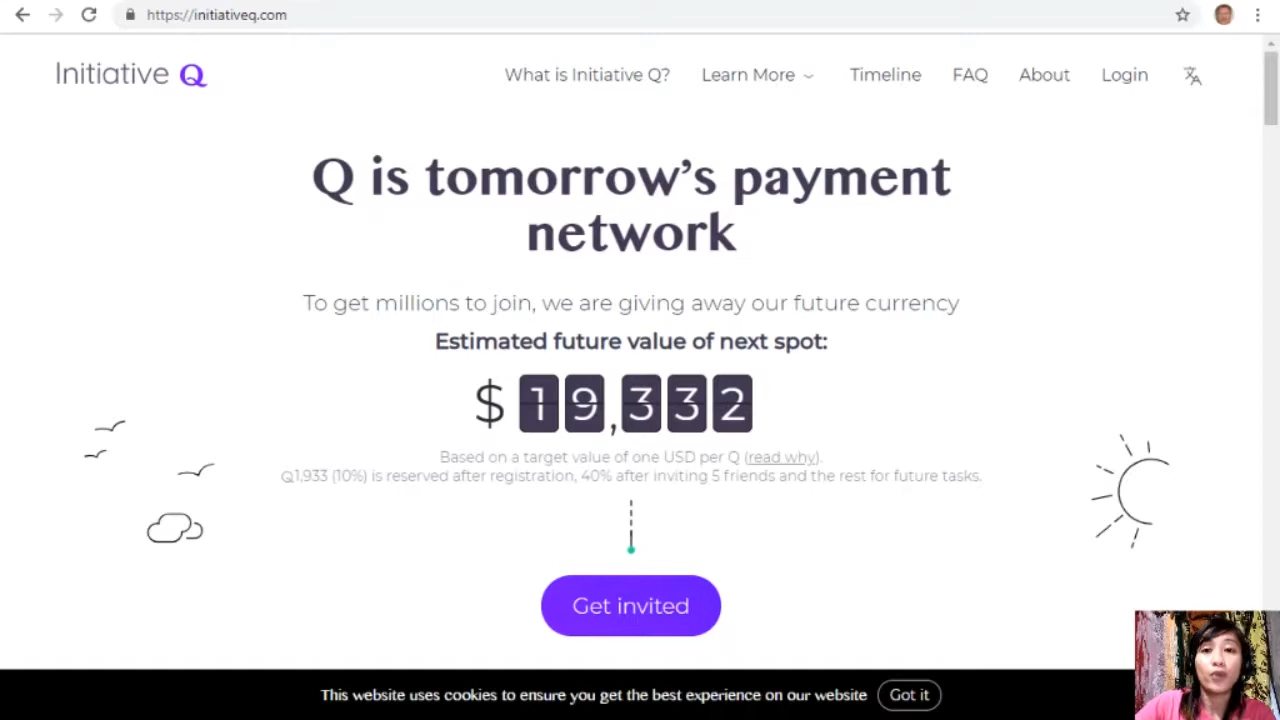 https://initiativeq.com
Initiative Q
What is Initiative Q? Learn More Timeline FAQ About Login
Q is tomorrow's payment
network
To get millions to join, we are giving away our future currency
Estimated future value of next spot:
$ 19,332
Based on a target value of one USD per Q (read why).
Q1,933 (10%) is reserved after registration, 40% after inviting 5 friends and the rest for future tasks.
Get invited
This website uses cookies to ensure you get the best experience on our website Got it